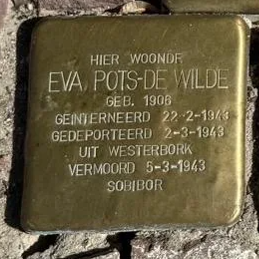 HIER WOONDE
EVA POTS-DE WILDE
GEB. 1906
GEÏNTERNEERD 22-2-1943
GEDEPORTEERD 2-3-1943
UIT WESTERBORK
VERMOORD 5-3-1943
SOBIBOR